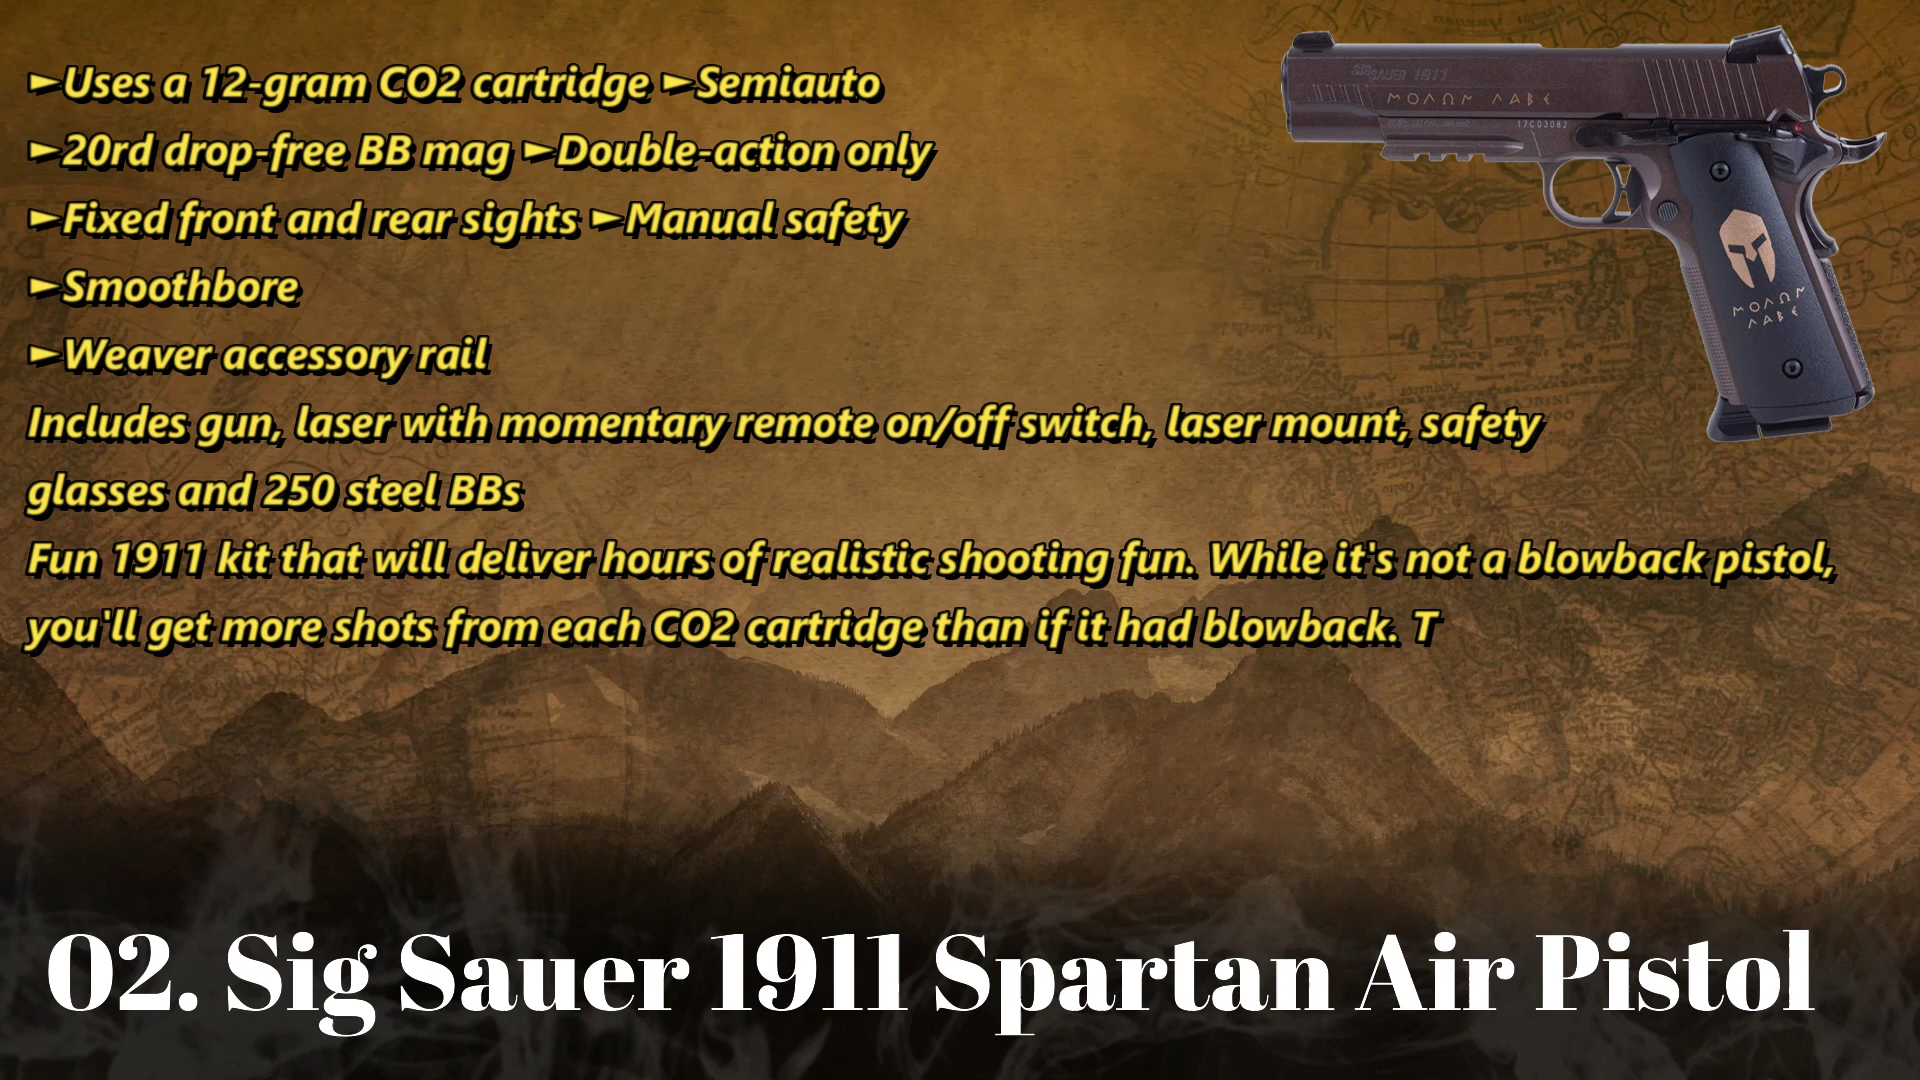 ►Uses a 12-gram CO2 cartridge ►Semiauto
►20rd drop-free BB mag ►Double-action only
►Fixed front and rear sights ►Manual safety
►Smoothbore
►Weaver accessory rail
Includes gun, laser with momentary remote on/off switch, laser mount, safety
glasses and 250 steel BBs
Fun 1911 kit that will deliver hours of realistic shooting fun. While it's not a blowback pistol,
you'll get more shots from each CO2 cartridge than if it had blowback. T
SIG SAUER 1911
ΜΟΛΩΝ ΛΑΒΕ
17C03082
ΜΟΛΩΝ
ΛΑΒΕ
02. Sig Sauer 1911 Spartan Air Pistol